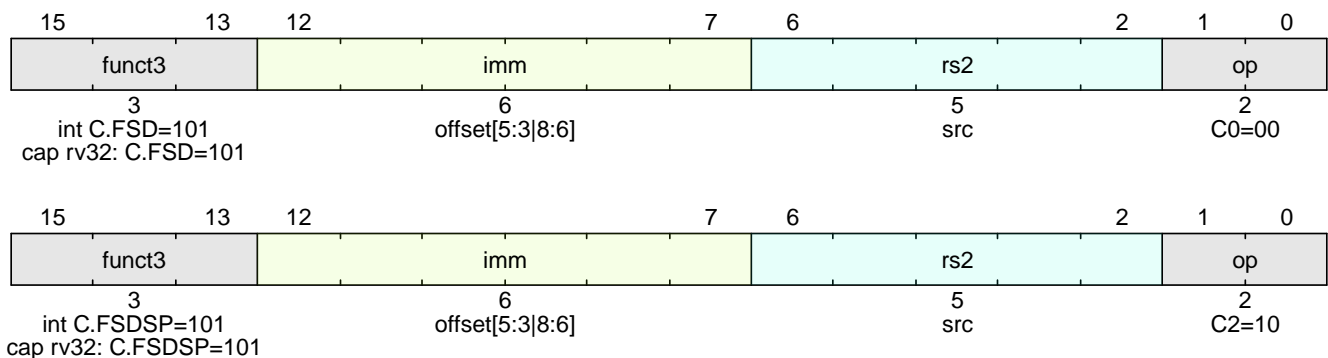 15 13 12 7 6 2 1 0
funct3 imm rs2 op
3 6 5 2
int C.FSD=101 offset[5:3|8:6] src C0=00
cap rv32: C.FSD=101
15 13 12 7 6 2 1 0
funct3 imm rs2 op
3 6 5 2
int C.FSDSP=101 offset[5:3|8:6] src C2=10
cap rv32: C.FSDSP=101